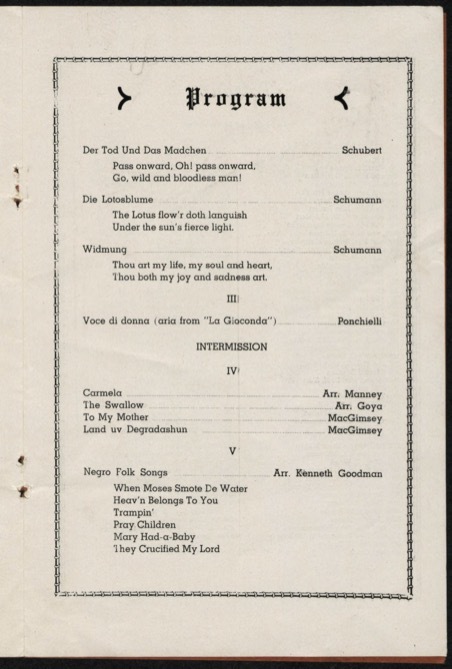 Program
Der Tod Und Das Madchen Schubert
Pass onward, Oh! pass onward,
Go, wild and bloodless man!
Die Lotosblume Schumann
The Lotus flow'r doth languish
Under the sun's fierce light.
Widmung Schumann
Thou art my life, my soul and heart,
Thou both my joy and sadness art.
III
Voce di donna (aria from "La Gioconda") Ponchielli
INTERMISSION
IV
Carmela Arr. Manney
The Swallow Arr. Goya
To My Mother MacGimsey
Land uv Degradashun MacGimsey
V
Negro Folk Songs Arr. Kenneth Goodman
When Moses Smote De Water
Heav'n Belongs To You
Trampin'
Pray Children
Mary Had-a-Baby
They Crucified My Lord